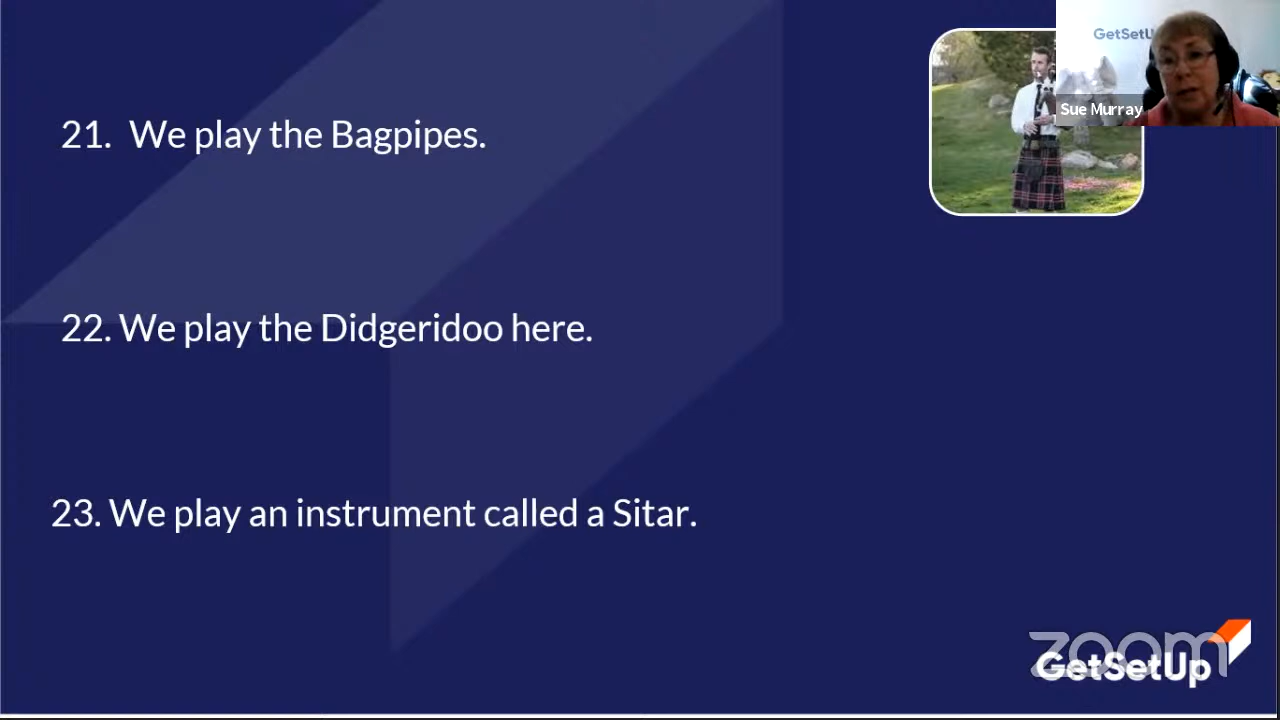 GetSetU
Sue Murray
21. We play the Bagpipes.
22. We play the Didgeridoo here.
23. We play an instrument called a Sitar.
zoom
GetSetUp